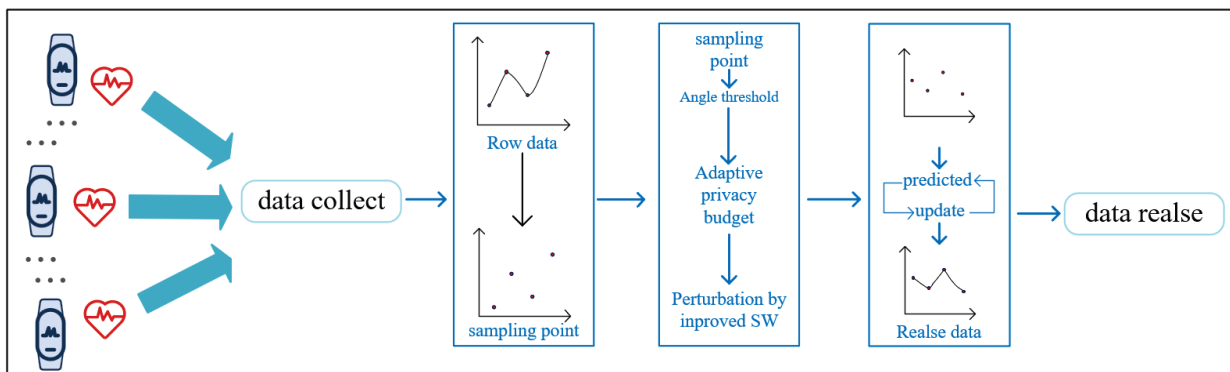 data collect
Row data
sampling point
sampling
point
Angle threshold
Adaptive
privacy
budget
Perturbation by
inproved SW
predicted
update
Realse data
data realse